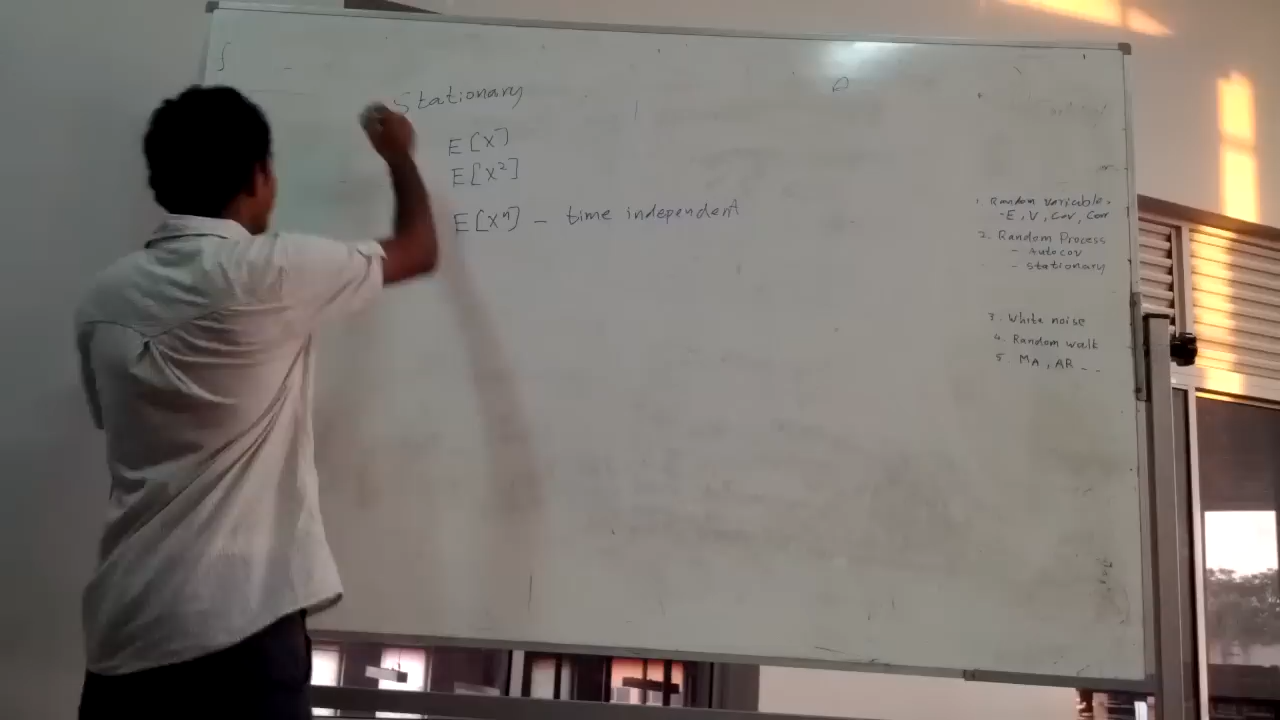 Stationary
E[X]
E[X²]
E[Xⁿ] - time independent
1. Random variable,
-E, V, Cov, Corr
2. Random Process
- Autocov
- stationary
3. White noise
4. Random walk
5. MA, AR - -